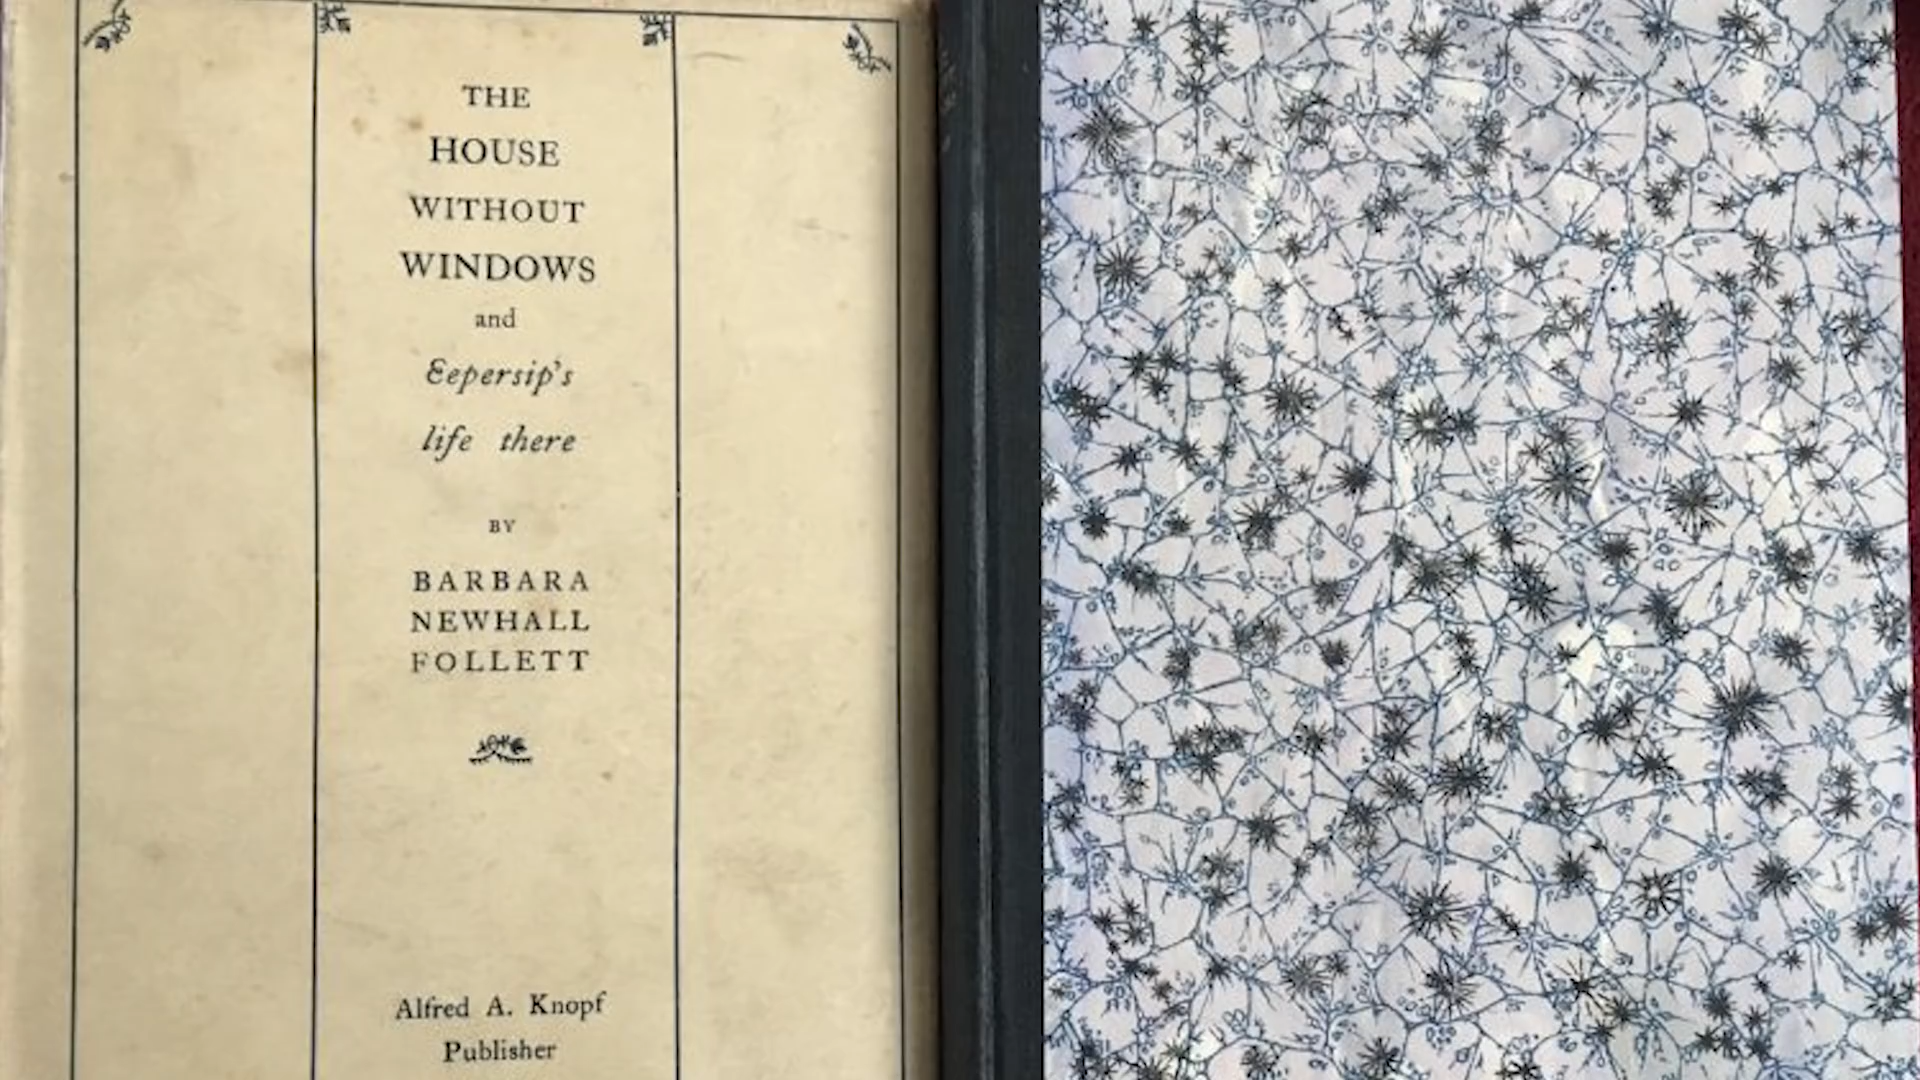 THE
HOUSE
WITHOUT
WINDOWS
and
Eepersip's
life there
BY
BARBARA
NEWHALL
FOLLETT
Alfred A. Knopf
Publisher